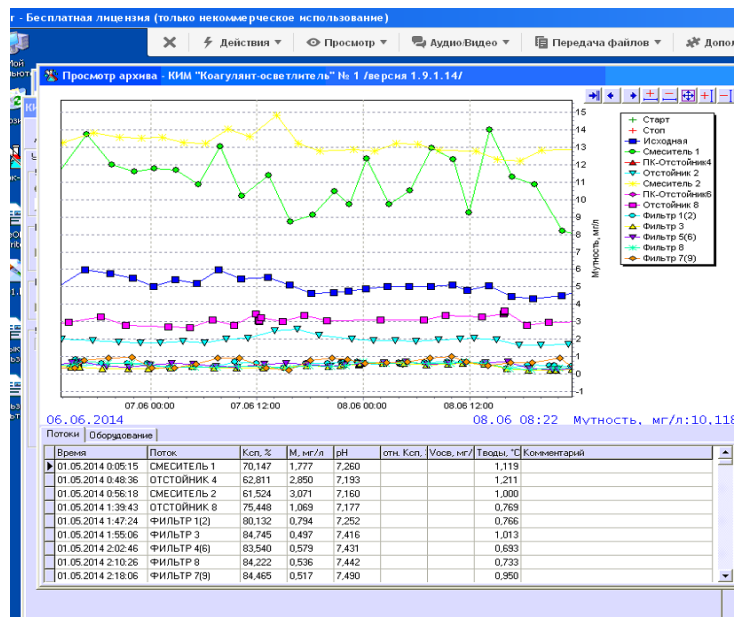 r - Бесплатная лицензия (только некоммерческое использование)
Действия Просмотр Аудио/Видео Передача файлов Допол
Мой
Просмотр архива - КИМ "Коагулянт-осветлитель" № 1 /версия 1.9.1.14/
Старт
Стоп
Исходная
Смеситель 1
ПК-Отстойник4
Отстойник 2
Смеситель 2
ПК-Отстойник6
Отстойник 8
Фильтр 1(2)
Фильтр 3
Фильтр 5(6)
Фильтр 8
Фильтр 7(9)
15
14
13
12
11
10
9
8
7
6
5
4
3
2
1
0
-1
Мутность, мг/л
07.06 00:00 07.06 12:00 08.06 00:00 08.06 12:00
06.06.2014 08.06 08:22 Мутность, мг/л:10,118
Потоки Оборудование
Время Поток Ксп, % М, мг/л рН отн. Ксп, Vосв, мг/ Тводы, °С Комментарий
01.05.2014 0:05:15 СМЕСИТЕЛЬ 1 70,147 1,777 7,260 1,119
01.05.2014 0:48:36 ОТСТОЙНИК 4 62,811 2,850 7,193 1,211
01.05.2014 0:56:18 СМЕСИТЕЛЬ 2 61,524 3,071 7,160 1,000
01.05.2014 1:39:43 ОТСТОЙНИК 8 75,448 1,069 7,177 0,769
01.05.2014 1:47:24 ФИЛЬТР 1(2) 80,132 0,794 7,252 0,766
01.05.2014 1:55:06 ФИЛЬТР 3 84,745 0,497 7,416 1,013
01.05.2014 2:02:46 ФИЛЬТР 4(6) 83,540 0,579 7,431 0,693
01.05.2014 2:10:26 ФИЛЬТР 8 84,222 0,536 7,442 0,733
01.05.2014 2:18:06 ФИЛЬТР 7(9) 84,465 0,517 7,490 0,950